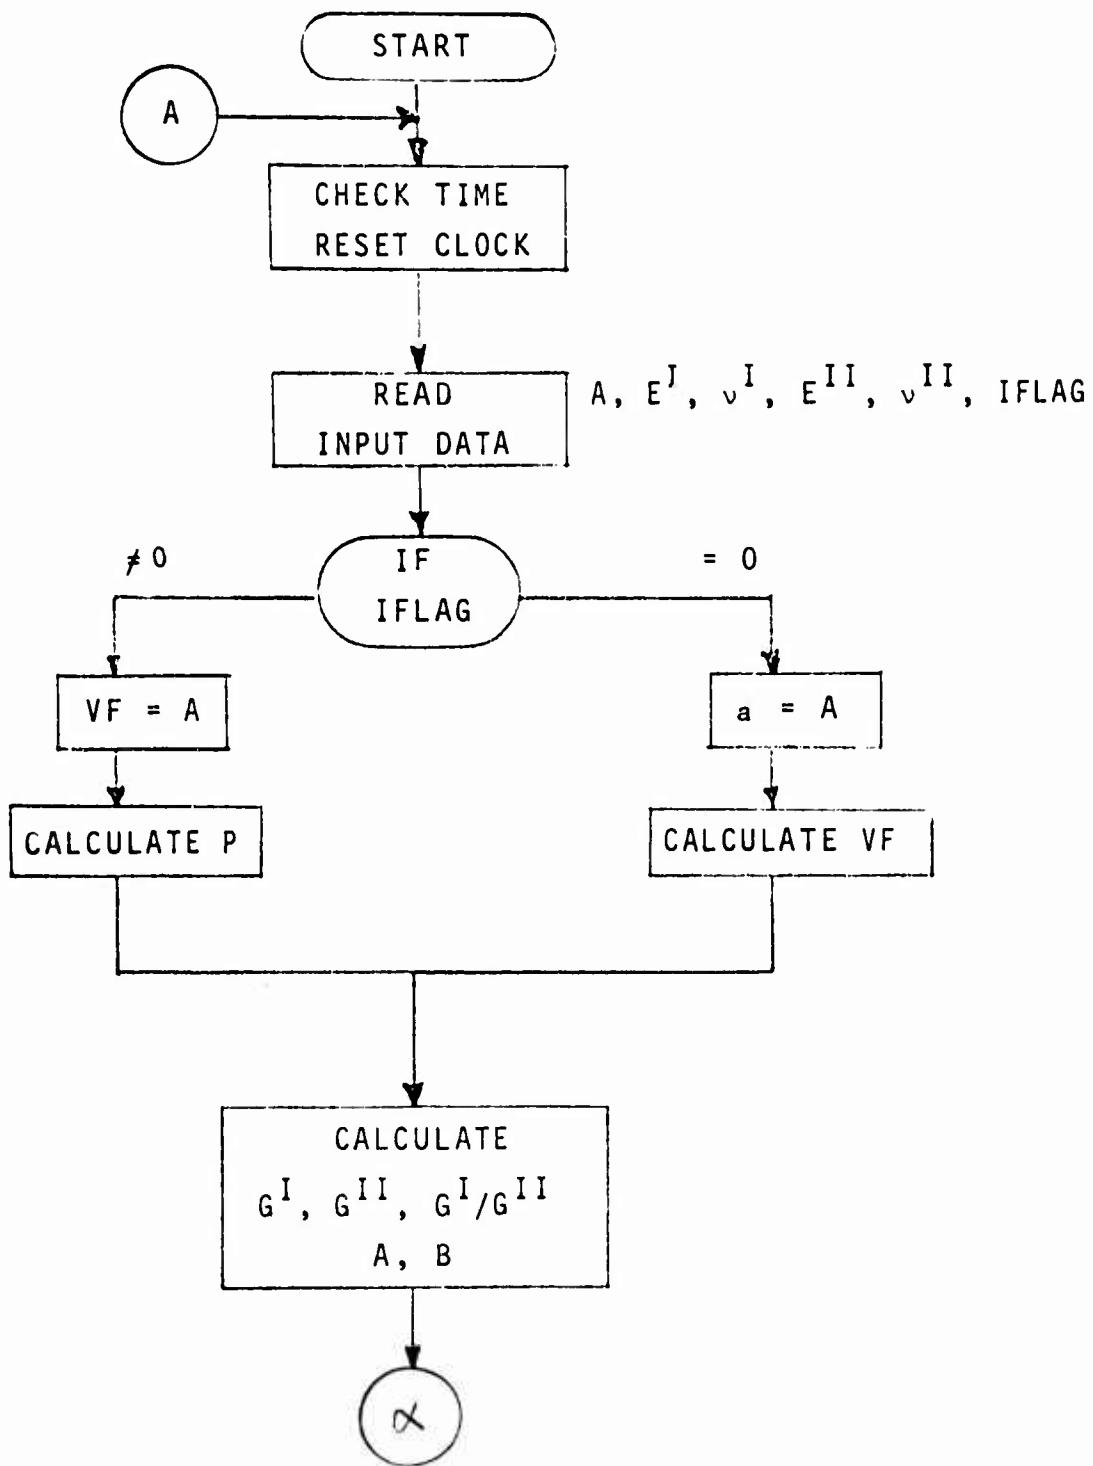 START
A
CHECK TIME
RESET CLOCK
READ
INPUT DATA
A, E^I, ν^I, E^II, ν^II, IFLAG
IF
IFLAG
≠ 0
= 0
VF = A
a = A
CALCULATE P
CALCULATE VF
CALCULATE
G^I, G^II, G^I/G^II
A, B
α